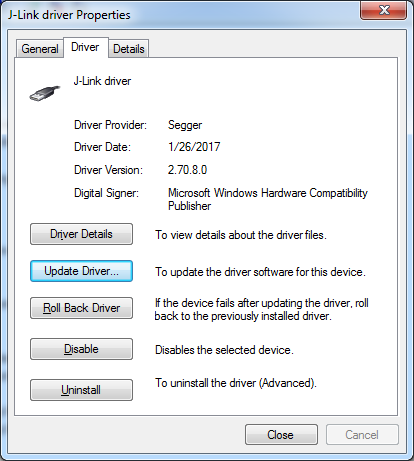 J-Link driver Properties
General Driver Details
J-Link driver
Driver Provider: Segger
Driver Date: 1/26/2017
Driver Version: 2.70.8.0
Digital Signer: Microsoft Windows Hardware Compatibility
Publisher
Driver Details To view details about the driver files.
Update Driver... To update the driver software for this device.
Roll Back Driver If the device fails after updating the driver, roll
back to the previously installed driver.
Disable Disables the selected device.
Uninstall To uninstall the driver (Advanced).
Close Cancel